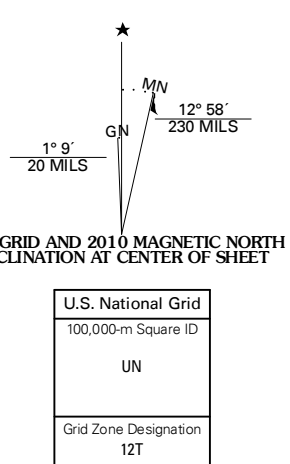 ★
MN
GN
12° 58´
230 MILS
1° 9´
20 MILS
GRID AND 2010 MAGNETIC NORTH
CLINATION AT CENTER OF SHEET
U.S. National Grid
100,000-m Square ID
UN
Grid Zone Designation
12T